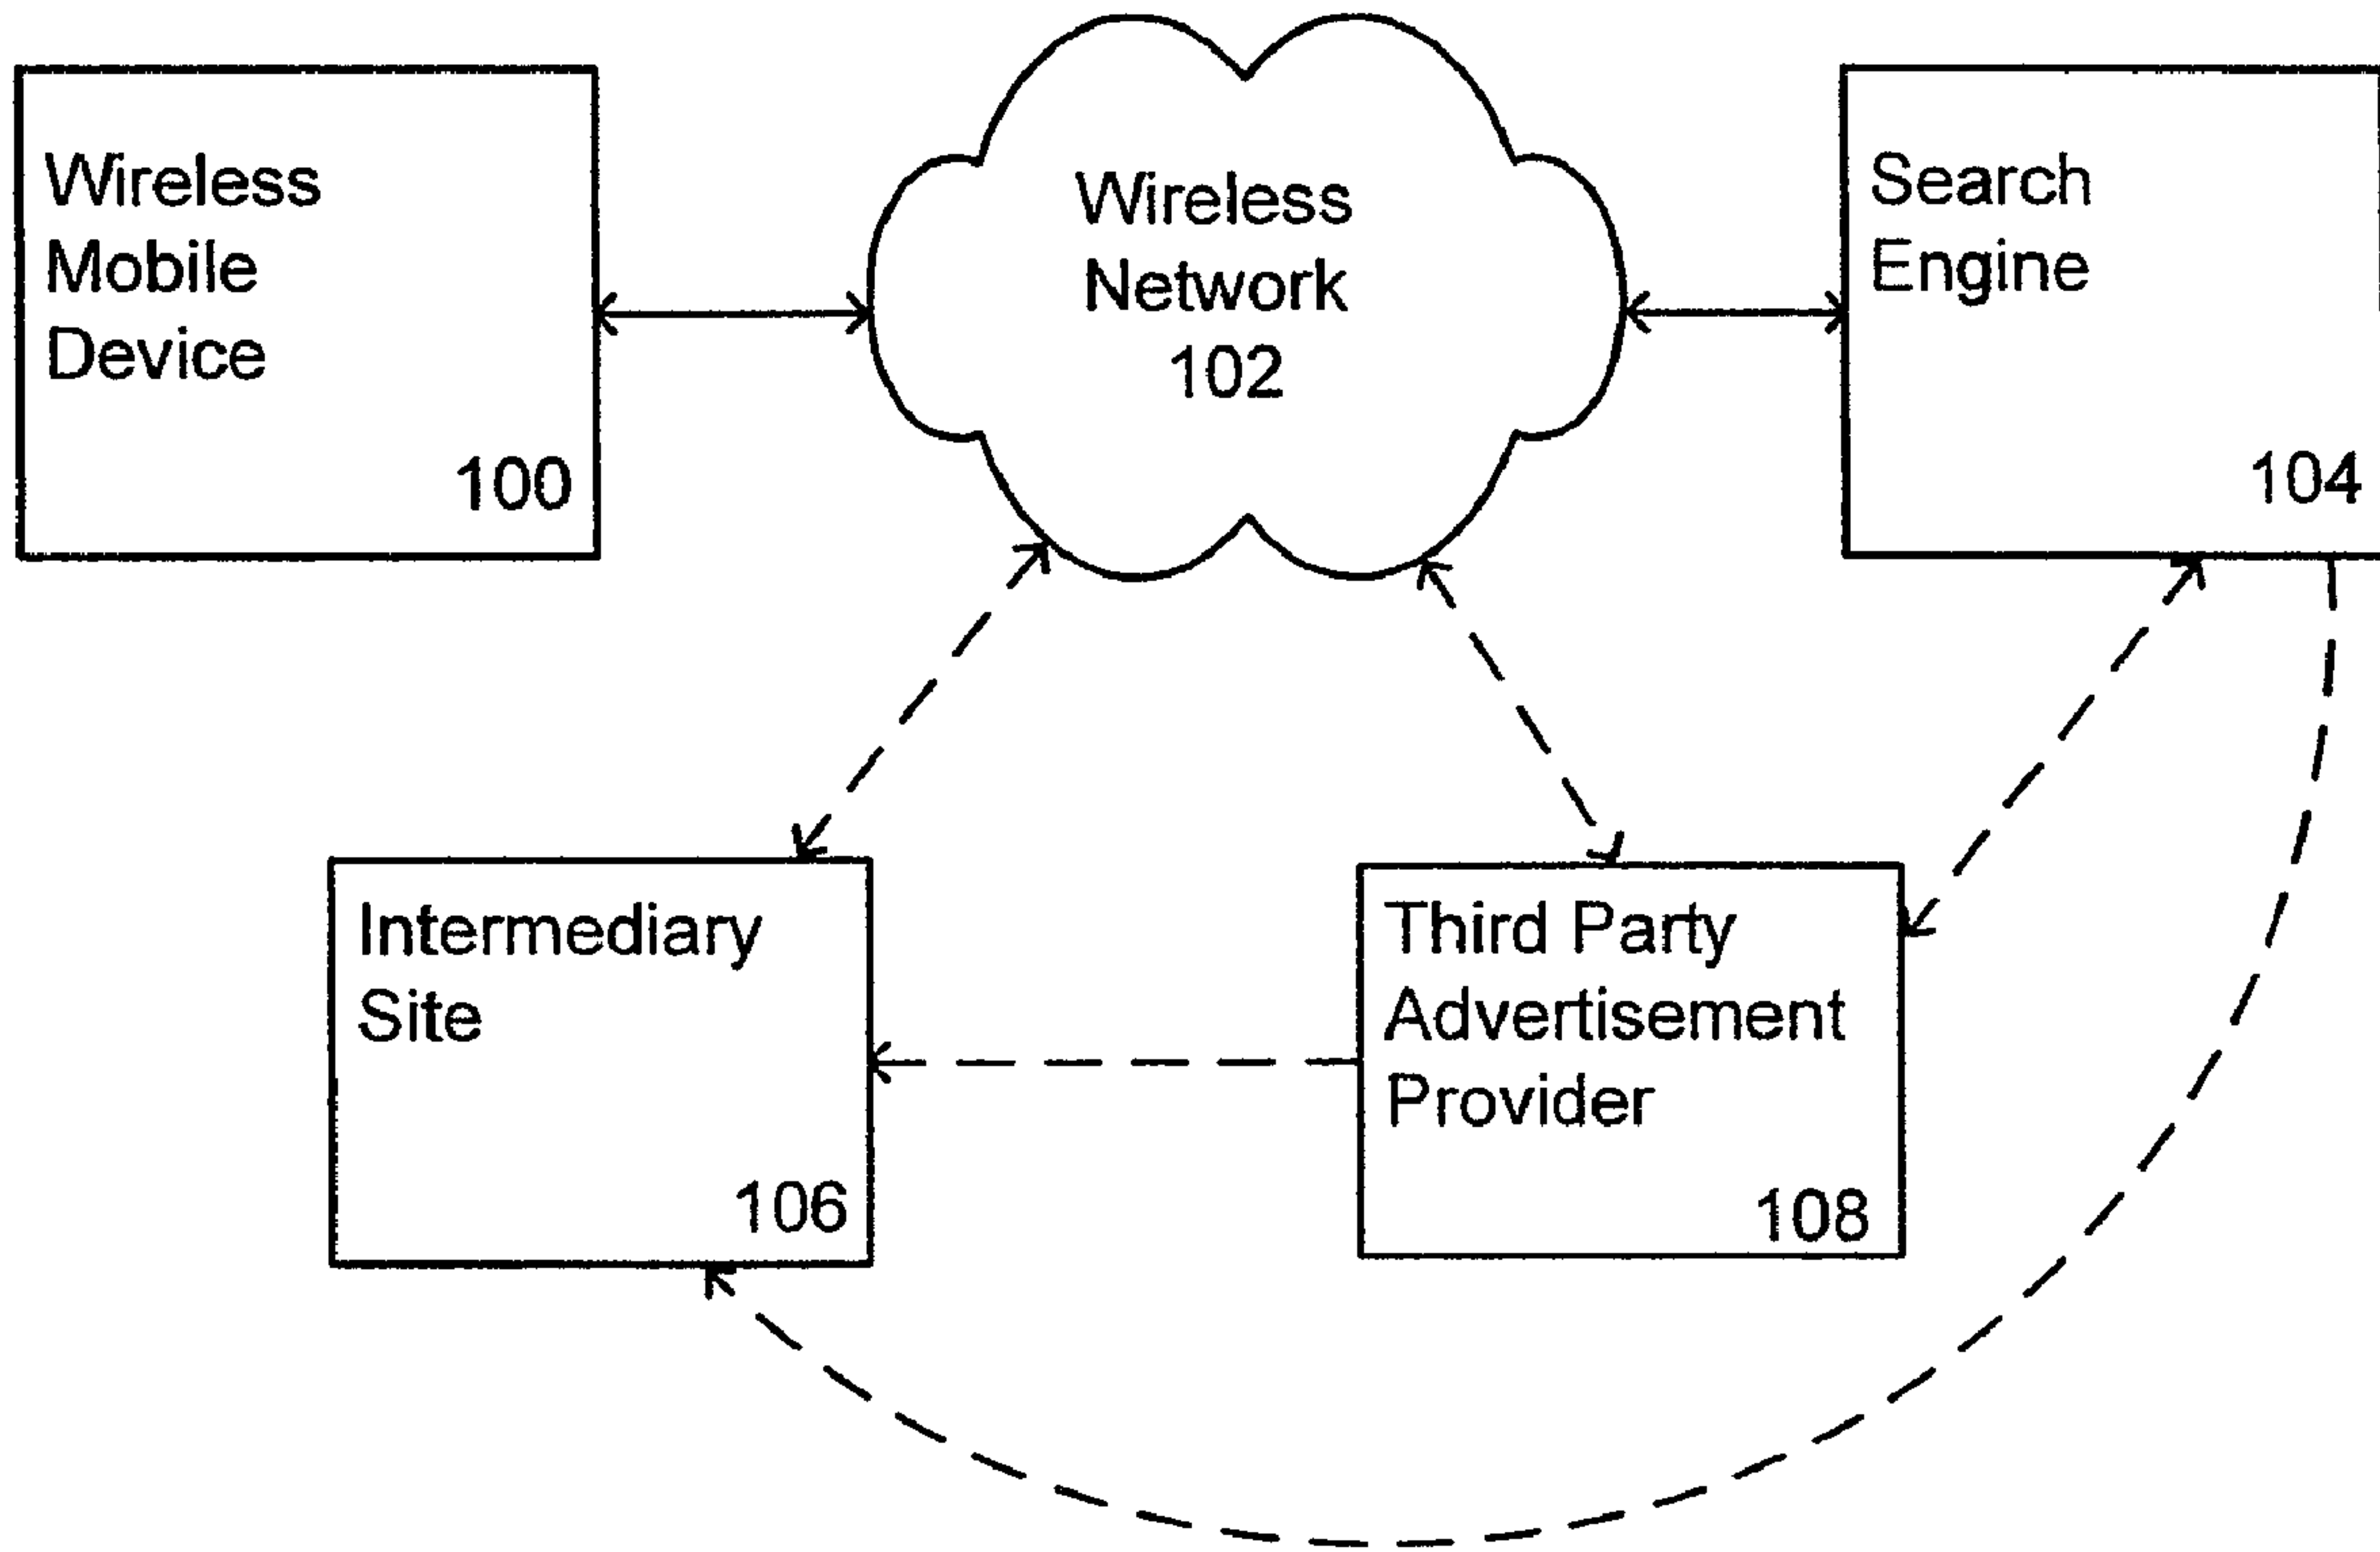 Wireless
Mobile
Device
100
Wireless
Network
102
Search
Engine
104
Intermediary
Site
106
Third Party
Advertisement
Provider
108